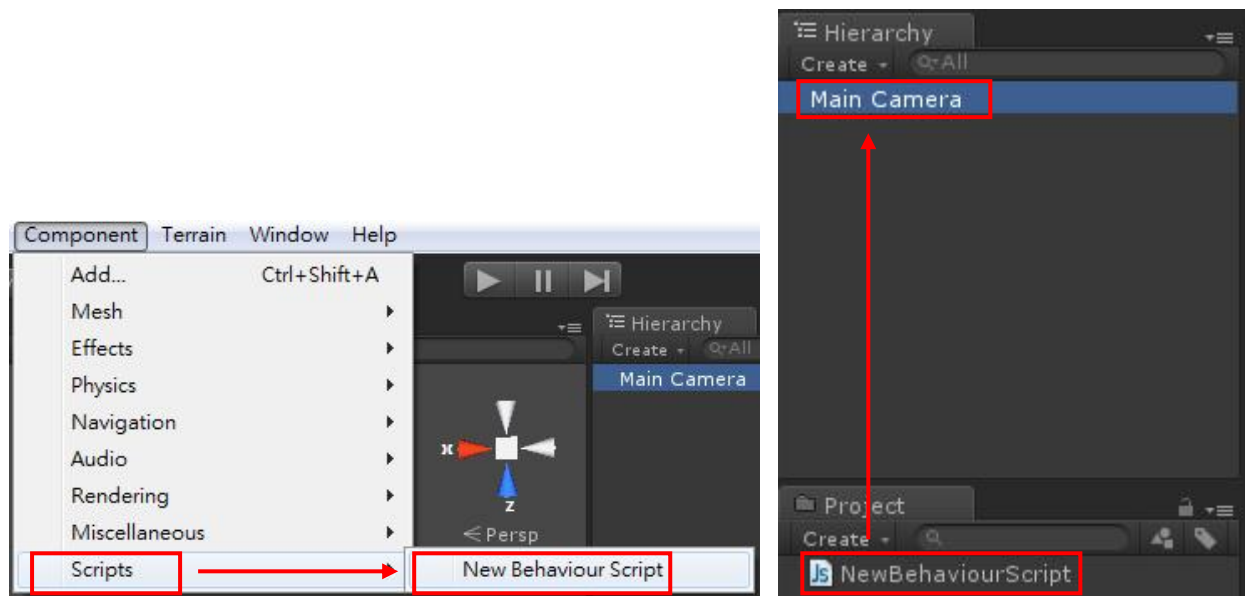 Component Terrain Window Help
Add... Ctrl+Shift+A
Mesh
Effects
Physics
Navigation
Audio
Rendering
Miscellaneous
Scripts
New Behaviour Script
Hierarchy
Create All
Main Camera
x
z
Persp
Hierarchy
Create All
Main Camera
Project
Create
Js NewBehaviourScript